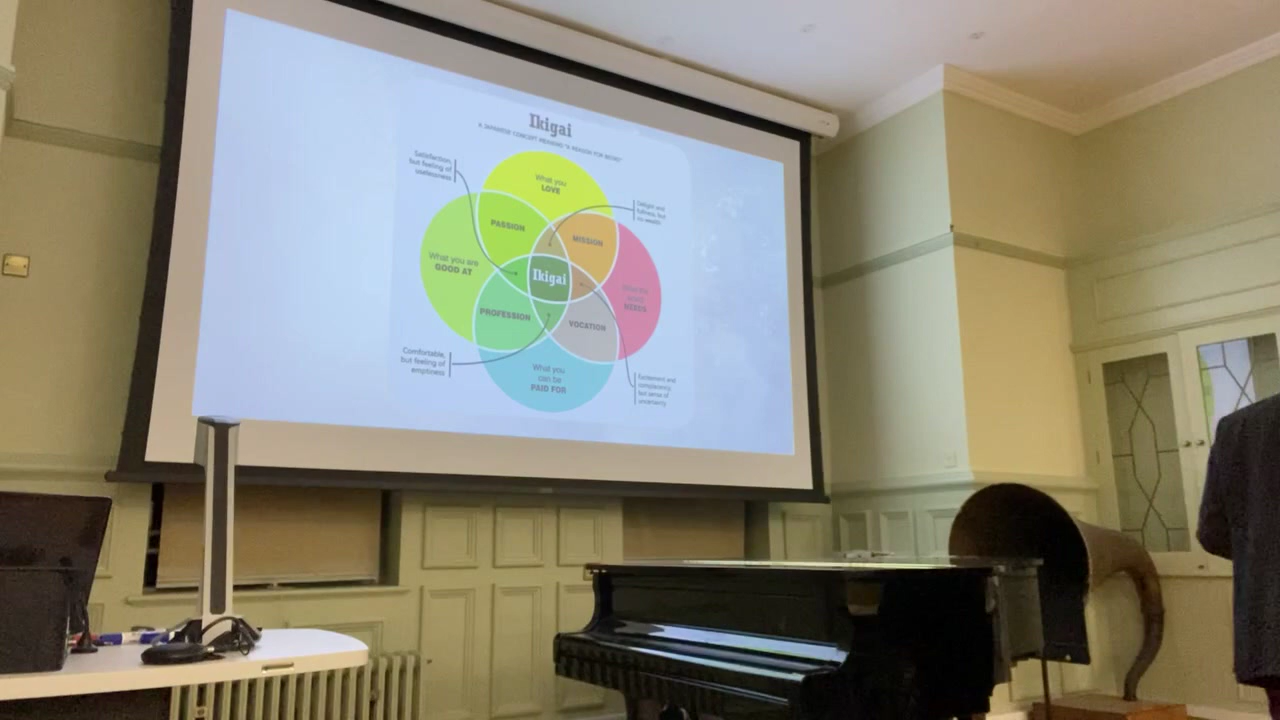 Ikigai
A JAPANESE CONCEPT MEANING "A REASON FOR BEING"
Satisfaction,
but feeling of
uselessness
What you
LOVE
Delight and
fullness, but
no wealth
PASSION
MISSION
What you are
GOOD AT
Ikigai
What the
world
NEEDS
PROFESSION
VOCATION
Comfortable,
but feeling of
emptiness
What you
can be
PAID FOR
Excitement and
complacency,
but sense of
uncertainty